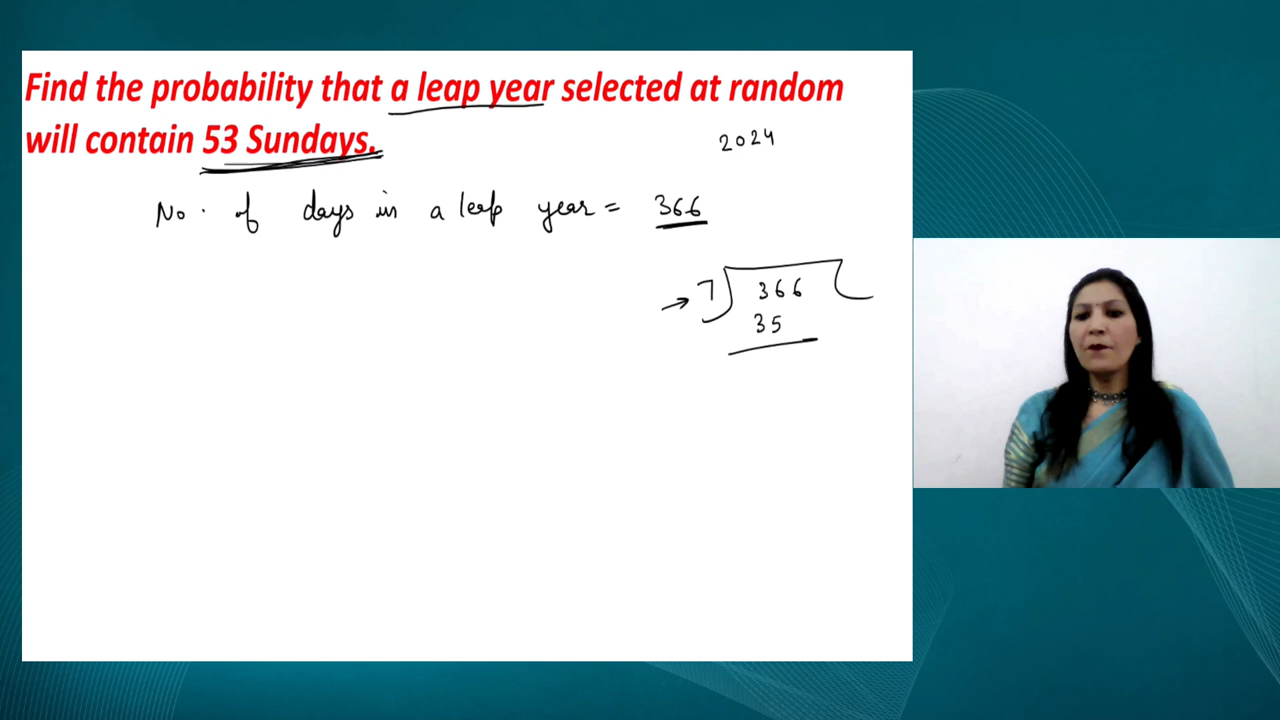 Find the probability that a leap year selected at random
will contain 53 Sundays.
2024
No. of days in a leap year = 366
7) 366 (
35